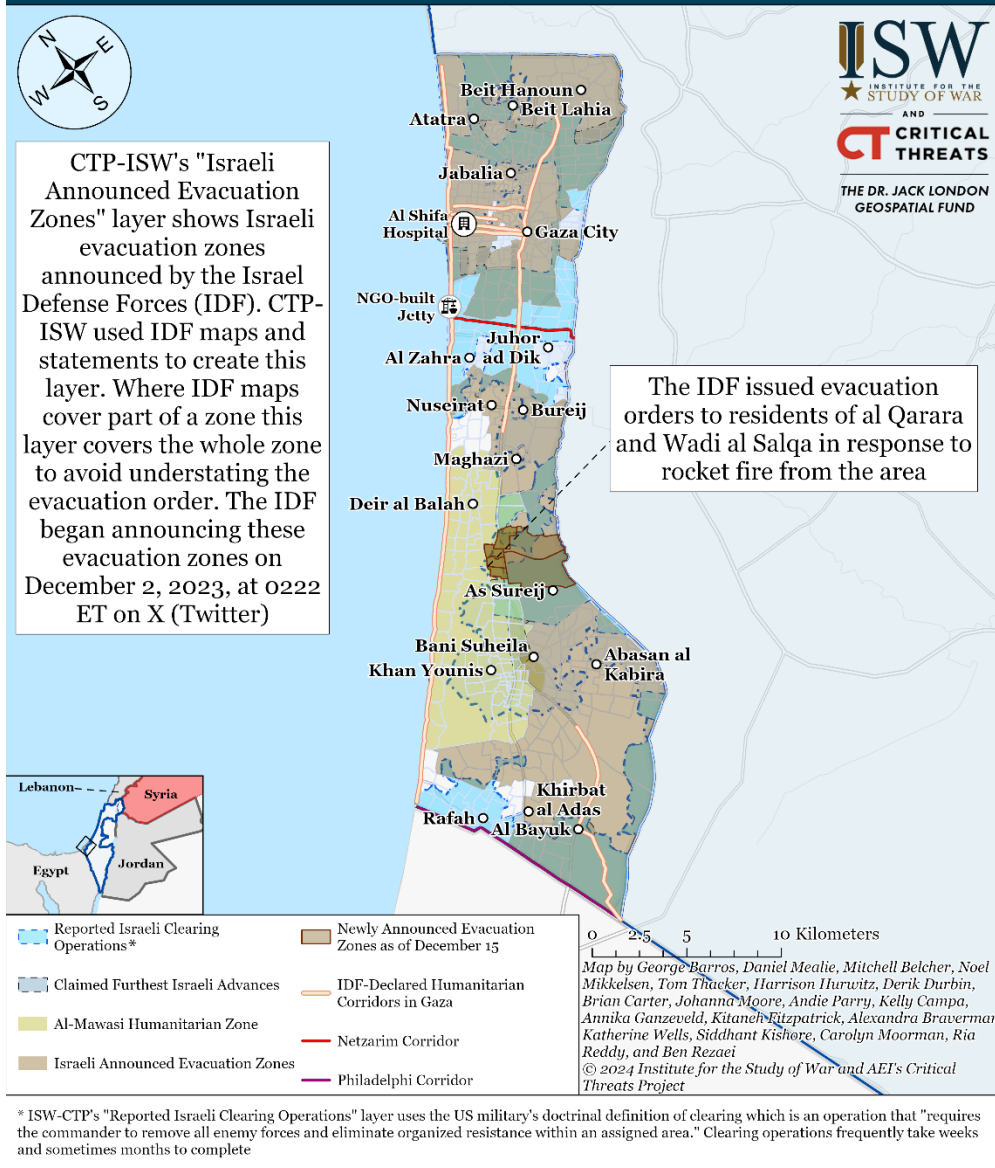 N
E
W
S
ISW
INSTITUTE FOR THE
STUDY OF WAR
AND
CT CRITICAL
THREATS
THE DR. JACK LONDON
GEOSPATIAL FUND
CTP-ISW's "Israeli
Announced Evacuation
Zones" layer shows Israeli
evacuation zones
announced by the Israel
Defense Forces (IDF). CTP-
ISW used IDF maps and
statements to create this
layer. Where IDF maps
cover part of a zone this
layer covers the whole zone
to avoid understating the
evacuation order. The IDF
began announcing these
evacuation zones on
December 2, 2023, at 0222
ET on X (Twitter)
Beit Hanoun
Beit Lahia
Atatra
Jabalia
Al Shifa
Hospital
Gaza City
NGO-built
Jetty
Juhor
ad Dik
Al Zahra
Nuseirat
Bureij
Maghazi
Deir al Balah
The IDF issued evacuation
orders to residents of al Qarara
and Wadi al Salqa in response to
rocket fire from the area
As Sureij
Bani Suheila
Khan Younis
Abasan al
Kabira
Khirbat
al Adas
Rafah
Al Bayuk
Lebanon
Syria
Egypt
Jordan
Reported Israeli Clearing
Operations*
Claimed Furthest Israeli Advances
Al-Mawasi Humanitarian Zone
Israeli Announced Evacuation Zones
Newly Announced Evacuation
Zones as of December 15
IDF-Declared Humanitarian
Corridors in Gaza
Netzarim Corridor
Philadelphi Corridor
0 2.5 5 10 Kilometers
Map by George Barros, Daniel Mealie, Mitchell Belcher, Noel
Mikkelsen, Tom Thacker, Harrison Hurwitz, Derik Durbin,
Brian Carter, Johanna Moore, Andie Parry, Kelly Campa,
Annika Ganzeveld, Kitaneh Fitzpatrick, Alexandra Braverman
Katherine Wells, Siddhant Kishore, Carolyn Moorman, Ria
Reddy, and Ben Rezaei
© 2024 Institute for the Study of War and AEI's Critical
Threats Project
* ISW-CTP's "Reported Israeli Clearing Operations" layer uses the US military's doctrinal definition of clearing which is an operation that "requires
the commander to remove all enemy forces and eliminate organized resistance within an assigned area." Clearing operations frequently take weeks
and sometimes months to complete